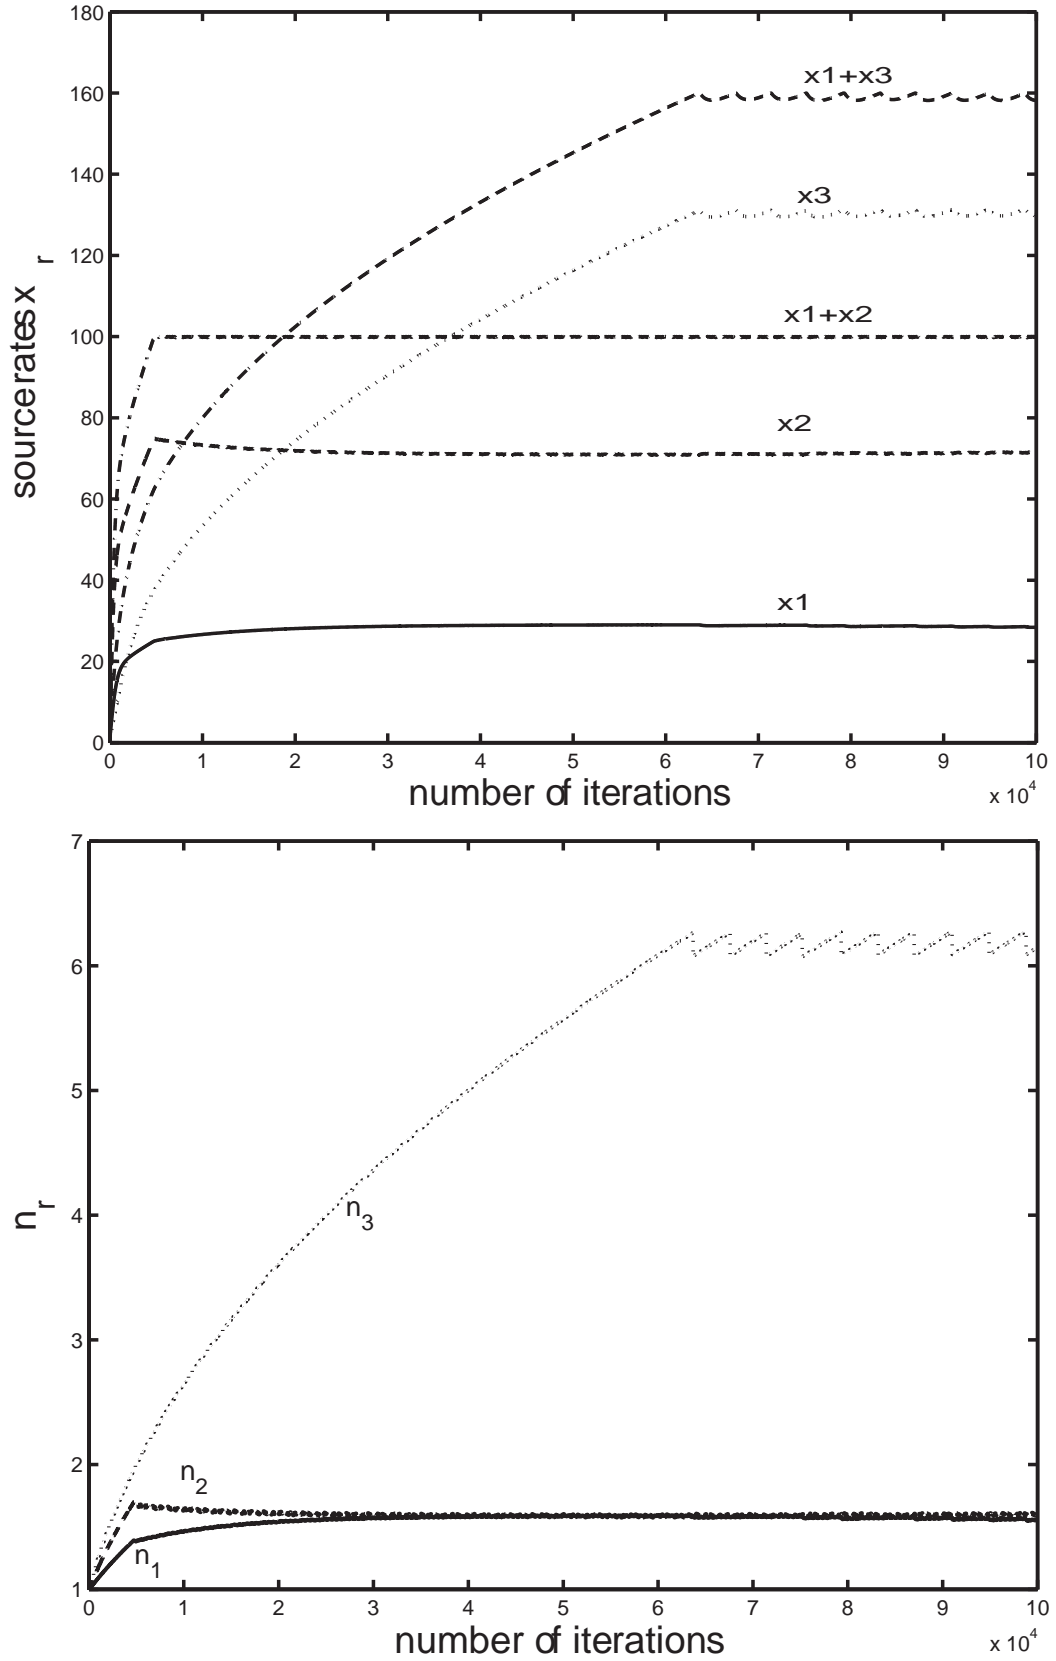 180
160
140
120
100
80
60
40
20
0
source rates x r
x1+x3
x3
x1+x2
x2
x1
0 1 2 3 4 5 6 7 8 9 10
number of iterations
x 10^4
7
6
5
4
3
2
1
n r
n 3
n 2
n 1
0 1 2 3 4 5 6 7 8 9 10
number of iterations
x 10^4